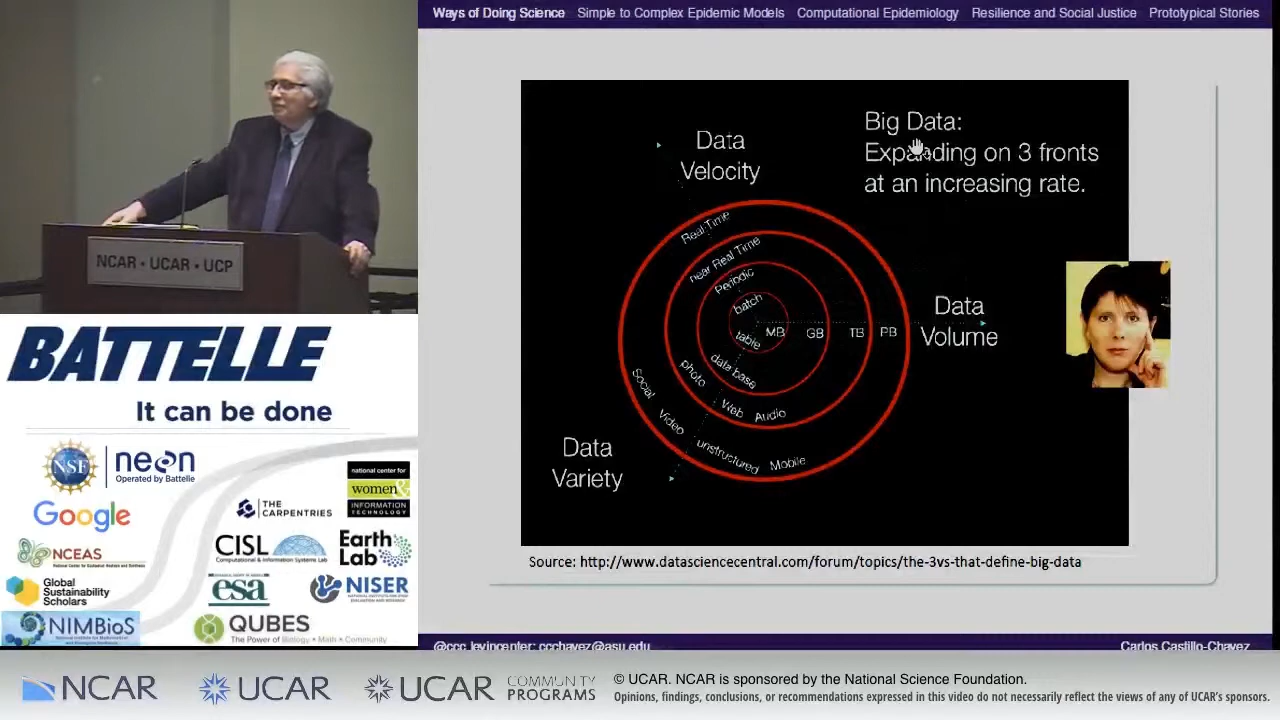 Ways of Doing Science Simple to Complex Epidemic Models Computational Epidemiology Resilience and Social Justice Prototypical Stories
NCAR • UCAR • UCP
Data
Velocity
Big Data:
Expanding on 3 fronts
at an increasing rate.
Real Time
near Real Time
Periodic
batch
table
MB GB TB PB
Data
Volume
data base
photo
Web Audio
Social
Video
unstructured Mobile
Data
Variety
Source: http://www.datasciencecentral.com/forum/topics/the-3vs-that-define-big-data
@ccc_levincenter; ccchavez@asu.edu Carlos Castillo-Chavez
BATTELLE
It can be done
NSF
neon
Operated by Battelle
national center for
women&
INFORMATION
TECHNOLOGY
Google
THE
CARPENTRIES
NCEAS
CISL
Computational & Information Systems Lab
Earth
Lab
Global
Sustainability
Scholars
esa
NISER
NIMBioS
QUBES
The Power of Biology • Math • Community
NCAR UCAR UCAR COMMUNITY
PROGRAMS
© UCAR. NCAR is sponsored by the National Science Foundation.
Opinions, findings, conclusions, or recommendations expressed in this video do not necessarily reflect the views of any of UCAR's sponsors.